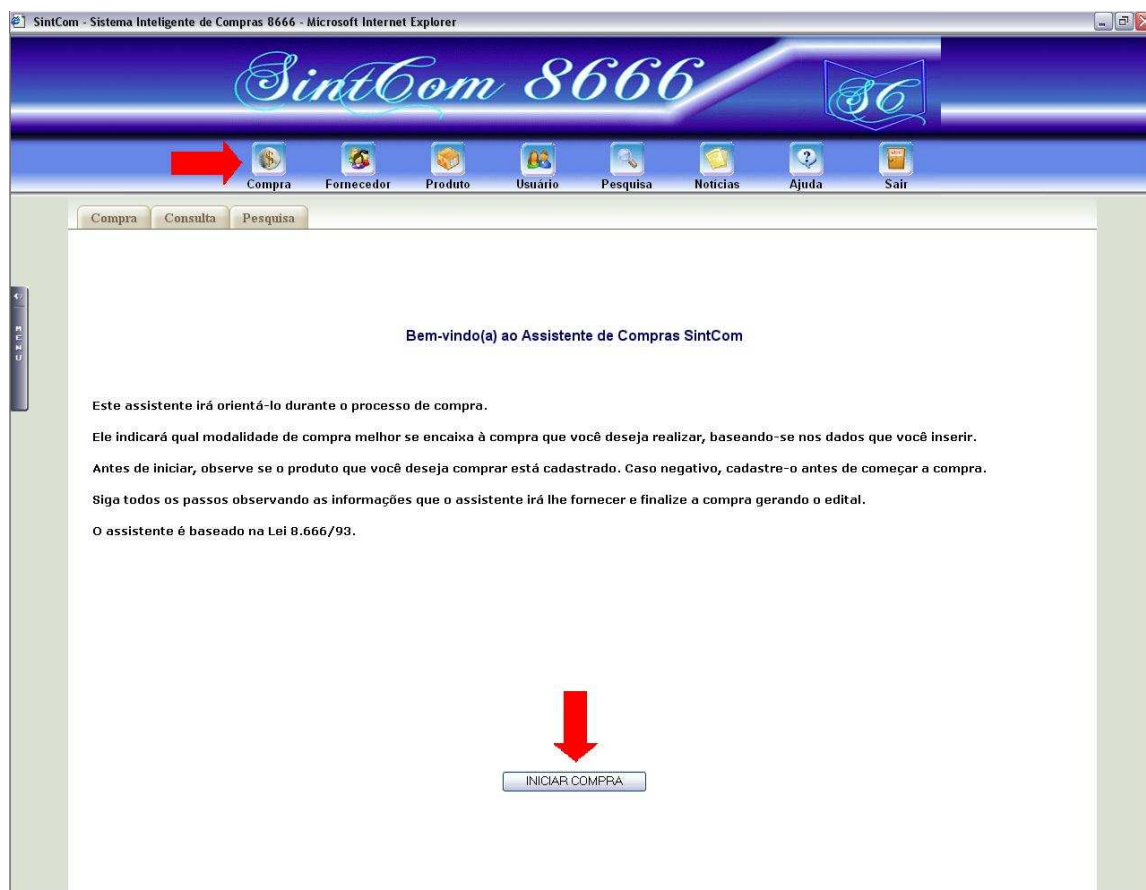 SintCom - Sistema Inteligente de Compras 8666 - Microsoft Internet Explorer
SintCom 8666
SC
Compra Fornecedor Produto Usuário Pesquisa Notícias Ajuda Sair
Compra Consulta Pesquisa
MENU
Bem-vindo(a) ao Assistente de Compras SintCom
Este assistente irá orientá-lo durante o processo de compra.
Ele indicará qual modalidade de compra melhor se encaixa à compra que você deseja realizar, baseando-se nos dados que você inserir.
Antes de iniciar, observe se o produto que você deseja comprar está cadastrado. Caso negativo, cadastre-o antes de começar a compra.
Siga todos os passos observando as informações que o assistente irá lhe fornecer e finalize a compra gerando o edital.
O assistente é baseado na Lei 8.666/93.
INICIAR COMPRA